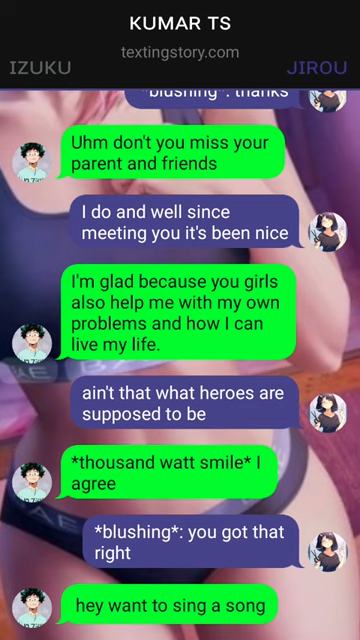 KUMAR TS
textingstory.com
IZUKU
JIROU
*blushing*: thanks
Uhm don't you miss your
parent and friends
I do and well since
meeting you it's been nice
I'm glad because you girls
also help me with my own
problems and how I can
live my life.
ain't that what heroes are
supposed to be
*thousand watt smile* I
agree
*blushing*: you got that
right
hey want to sing a song